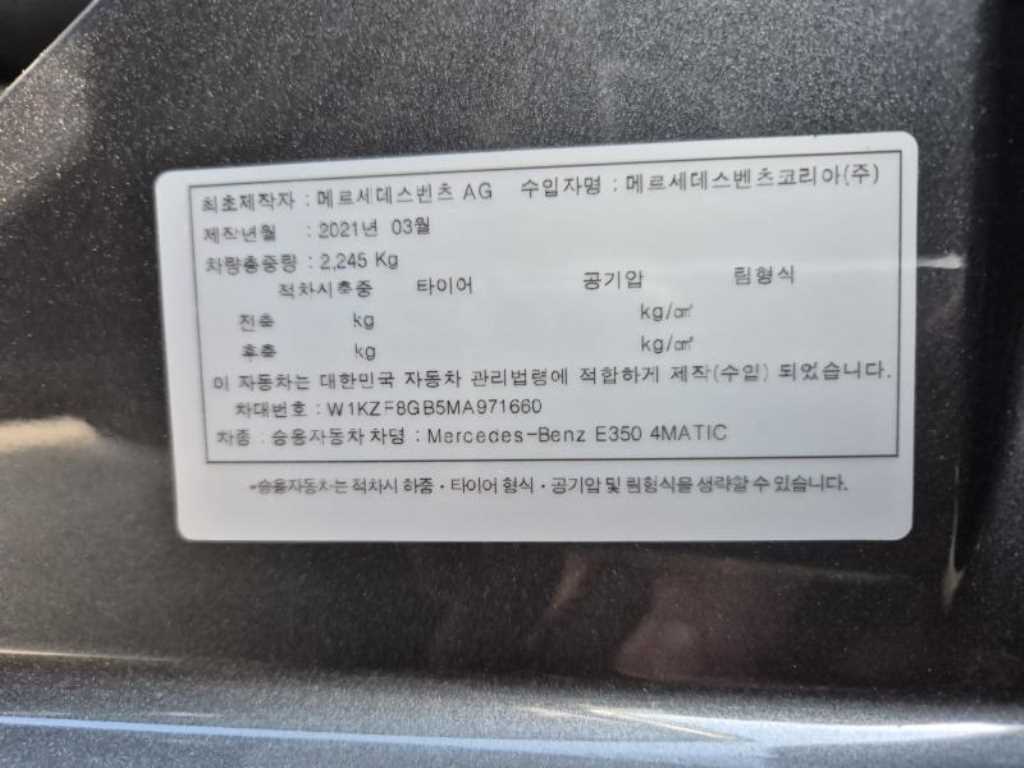 최초제작자 : 메르세데스벤츠 AG 수입자명 : 메르세데스벤츠코리아(주)
제작년월 : 2021년 03월
차량총중량 : 2,245 Kg
적차시축중 타이어 공기압 림형식
전축 kg kg/㎠
후축 kg kg/㎠
이 자동차는 대한민국 자동차 관리법령에 적합하게 제작(수입) 되었습니다.
차대번호 : W1KZF8GB5MA971660
차종 : 승용자동차 차명 : Mercedes-Benz E350 4MATIC
*승용자동차는 적차시 하중·타이어 형식·공기압 및 림형식을 생략할 수 있습니다.